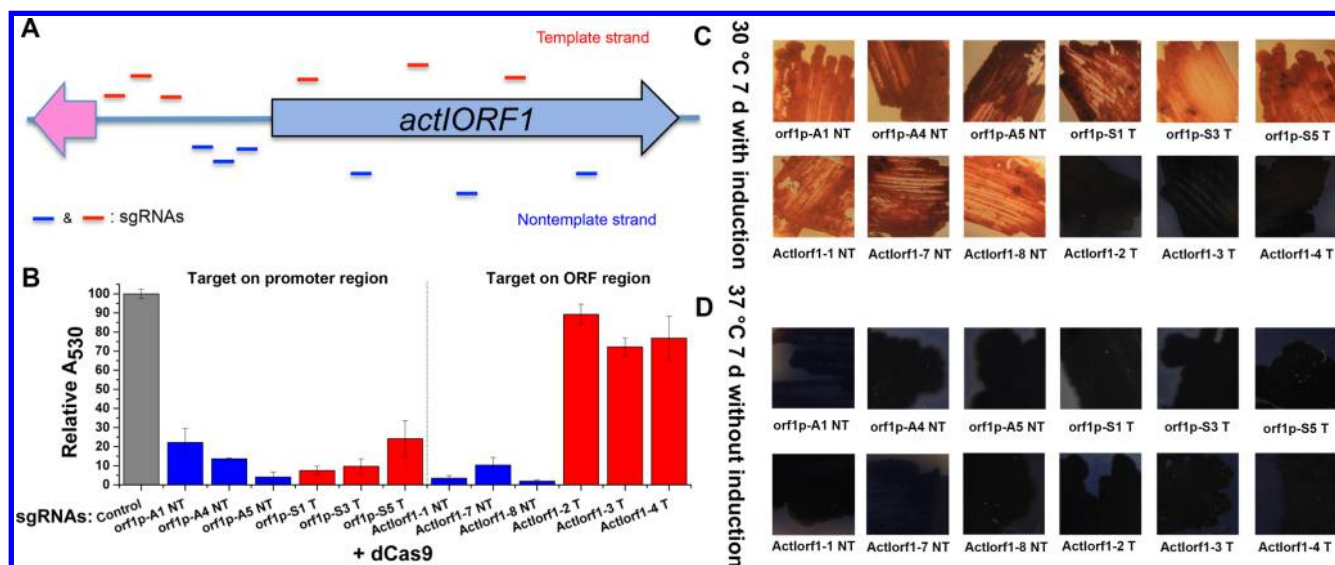 A
Template strand
actIORF1
& : sgRNAs
Nontemplate strand
B
Target on promoter region
Target on ORF region
Relative A530
100
90
80
70
60
50
40
30
20
10
0
sgRNAs:
Control
orf1p-A1 NT
orf1p-A4 NT
orf1p-A5 NT
orf1p-S1 T
orf1p-S3 T
orf1p-S5 T
ActIorf1-1 NT
ActIorf1-7 NT
ActIorf1-8 NT
ActIorf1-2 T
ActIorf1-3 T
ActIorf1-4 T
+ dCas9
C
30 °C 7 d with induction
orf1p-A1 NT
orf1p-A4 NT
orf1p-A5 NT
orf1p-S1 T
orf1p-S3 T
orf1p-S5 T
ActIorf1-1 NT
ActIorf1-7 NT
ActIorf1-8 NT
ActIorf1-2 T
ActIorf1-3 T
ActIorf1-4 T
D
37 °C 7 d without induction
orf1p-A1 NT
orf1p-A4 NT
orf1p-A5 NT
orf1p-S1 T
orf1p-S3 T
orf1p-S5 T
ActIorf1-1 NT
ActIorf1-7 NT
ActIorf1-8 NT
ActIorf1-2 T
ActIorf1-3 T
ActIorf1-4 T